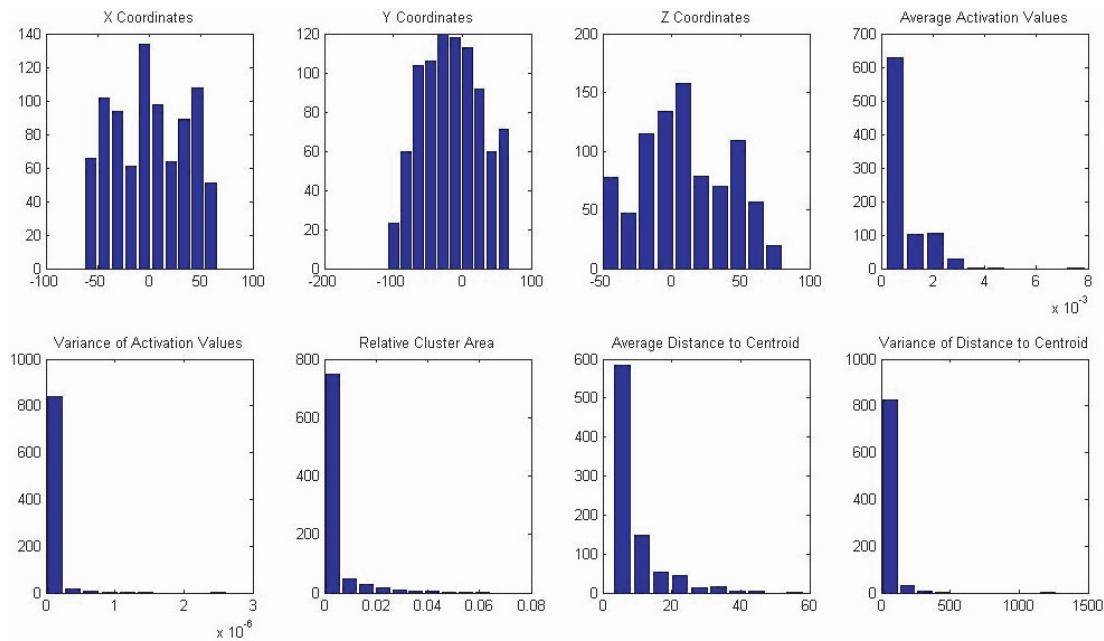 X Coordinates
140
120
100
80
60
40
20
0
-100 -50 0 50 100
Y Coordinates
120
100
80
60
40
20
0
-200 -100 0 100
Z Coordinates
200
150
100
50
0
-50 0 50 100
Average Activation Values
700
600
500
400
300
200
100
0
0 2 4 6 8
x 10-3
Variance of Activation Values
1000
800
600
400
200
0
0 1 2 3
x 10-6
Relative Cluster Area
800
600
400
200
0
0 0.02 0.04 0.06 0.08
Average Distance to Centroid
600
500
400
300
200
100
0
0 20 40 60
Variance of Distance to Centroid
1000
800
600
400
200
0
0 500 1000 1500